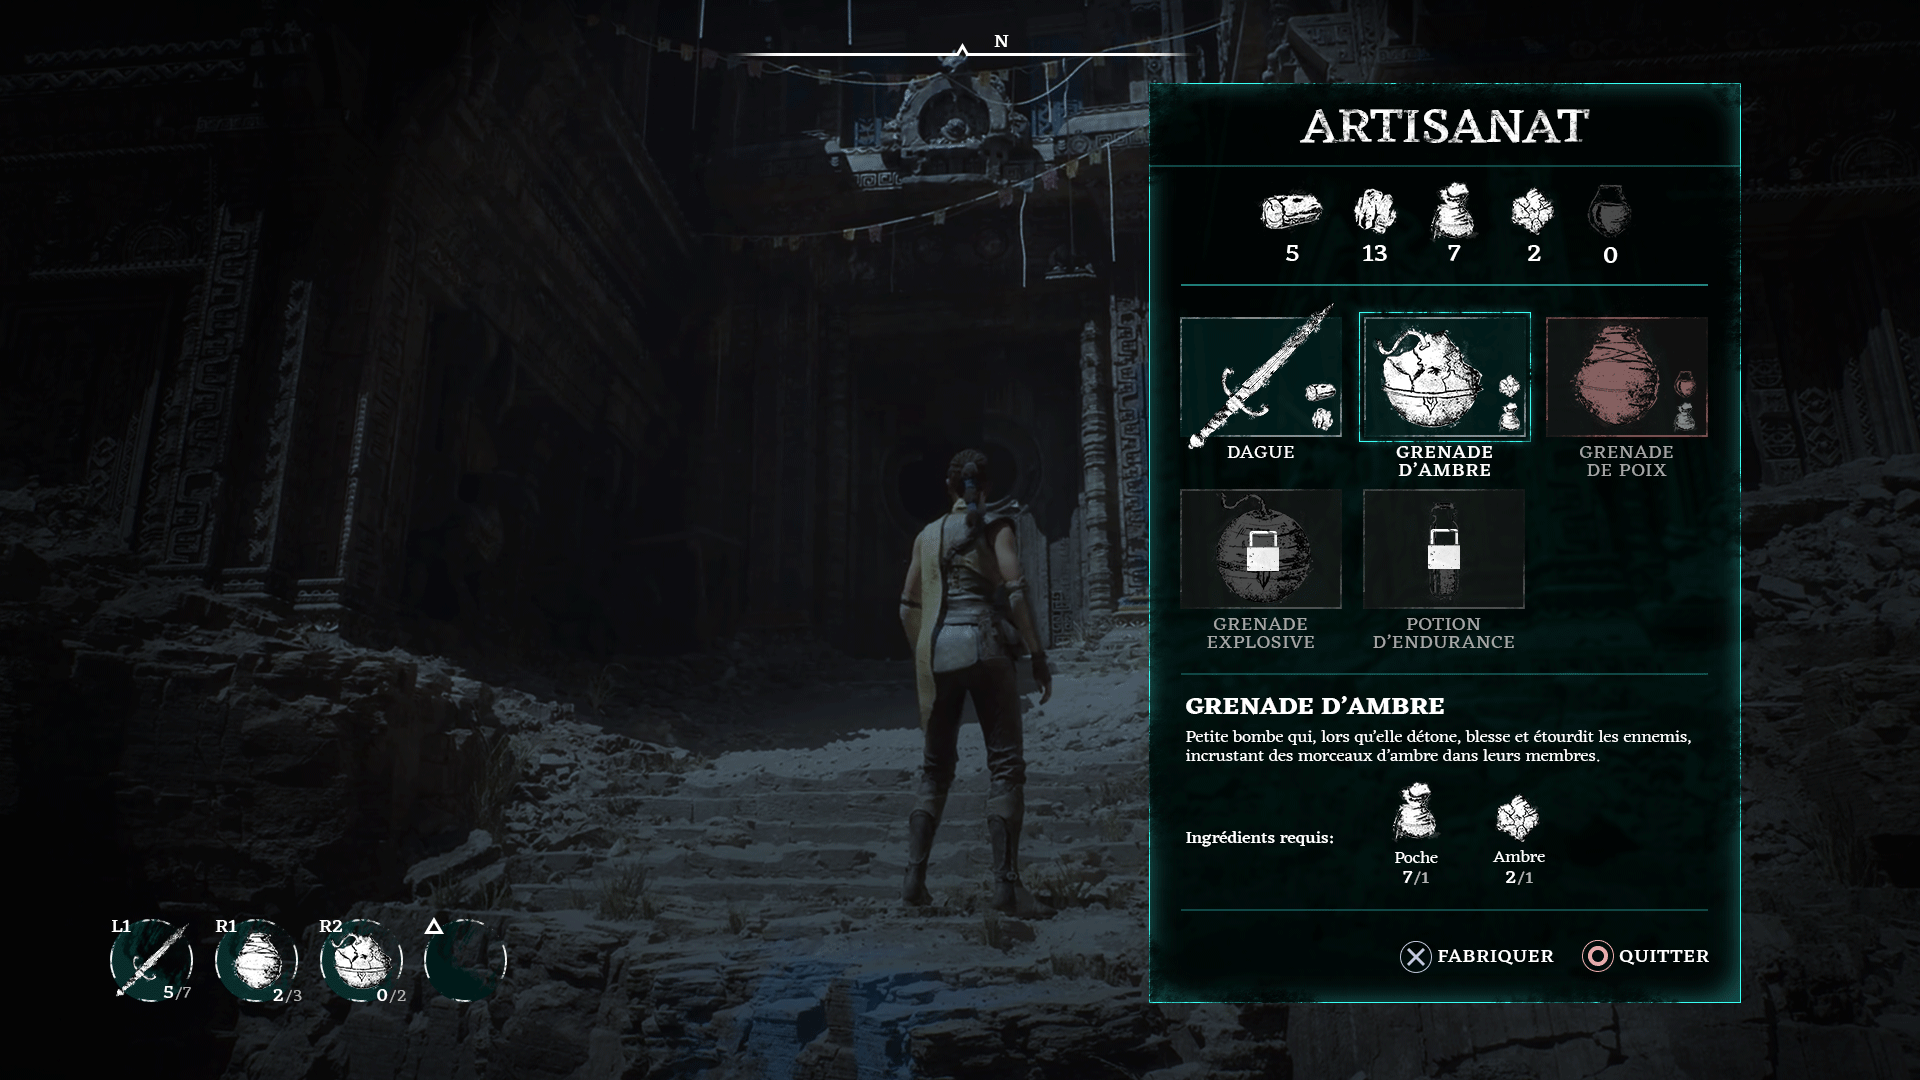 N
ARTISANAT
5 13 7 2 0
DAGUE
GRENADE
D’AMBRE
GRENADE
DE POIX
GRENADE
EXPLOSIVE
POTION
D’ENDURANCE
GRENADE D’AMBRE
Petite bombe qui, lors qu’elle détone, blesse et étourdit les ennemis,
incrustant des morceaux d’ambre dans leurs membres.
Ingrédients requis:
Poche
7/1
Ambre
2/1
FABRIQUER
QUITTER
L1
5/7
R1
2/3
R2
0/2